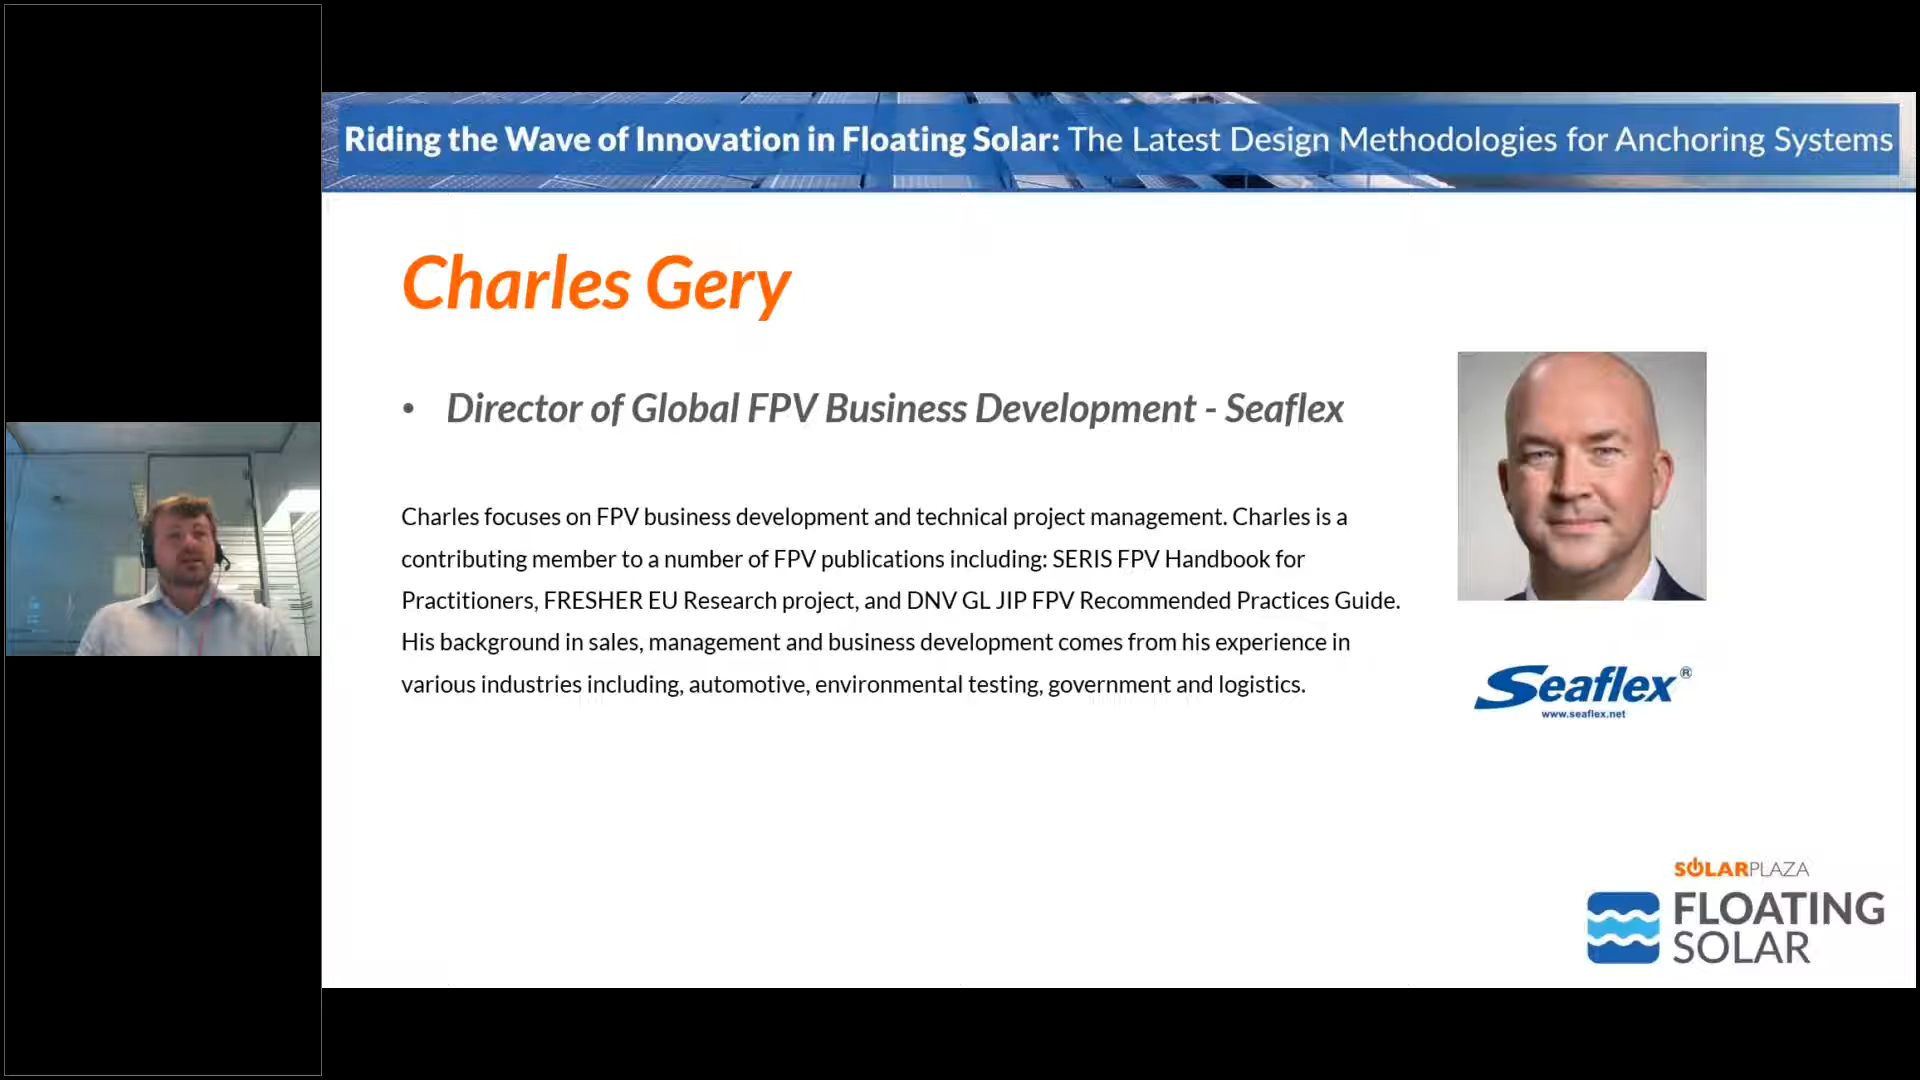 Riding the Wave of Innovation in Floating Solar: The Latest Design Methodologies for Anchoring Systems
Charles Gery
• Director of Global FPV Business Development - Seaflex
Charles focuses on FPV business development and technical project management. Charles is a
contributing member to a number of FPV publications including: SERIS FPV Handbook for
Practitioners, FRESHER EU Research project, and DNV GL JIP FPV Recommended Practices Guide.
His background in sales, management and business development comes from his experience in
various industries including, automotive, environmental testing, government and logistics.
Seaflex®
www.seaflex.net
SOLARPLAZA
FLOATING
SOLAR